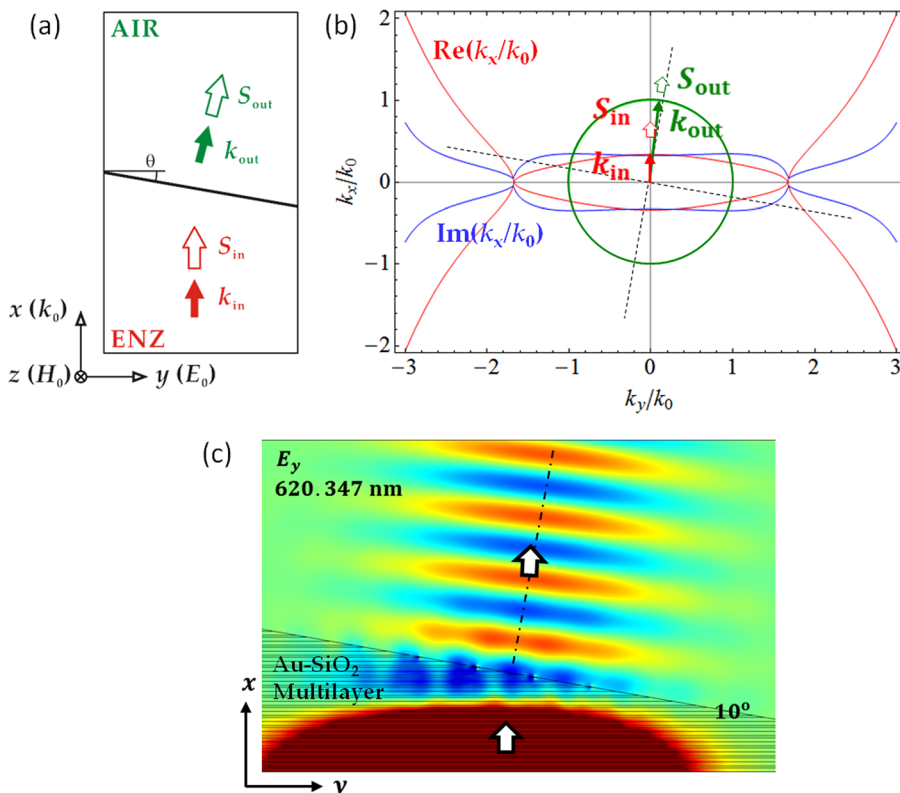 (a)
AIR
S_out
k_out
θ
S_in
k_in
x (k_0)
ENZ
z (H_0)
y (E_0)
(b)
2
1
0
−1
−2
k_x/k_0
Re(k_x/k_0)
S_out
S_in
k_out
k_in
Im(k_x/k_0)
−3
−2
−1
0
1
2
3
k_y/k_0
(c)
E_y
620.347 nm
Au-SiO_2
Multilayer
10°
x
y